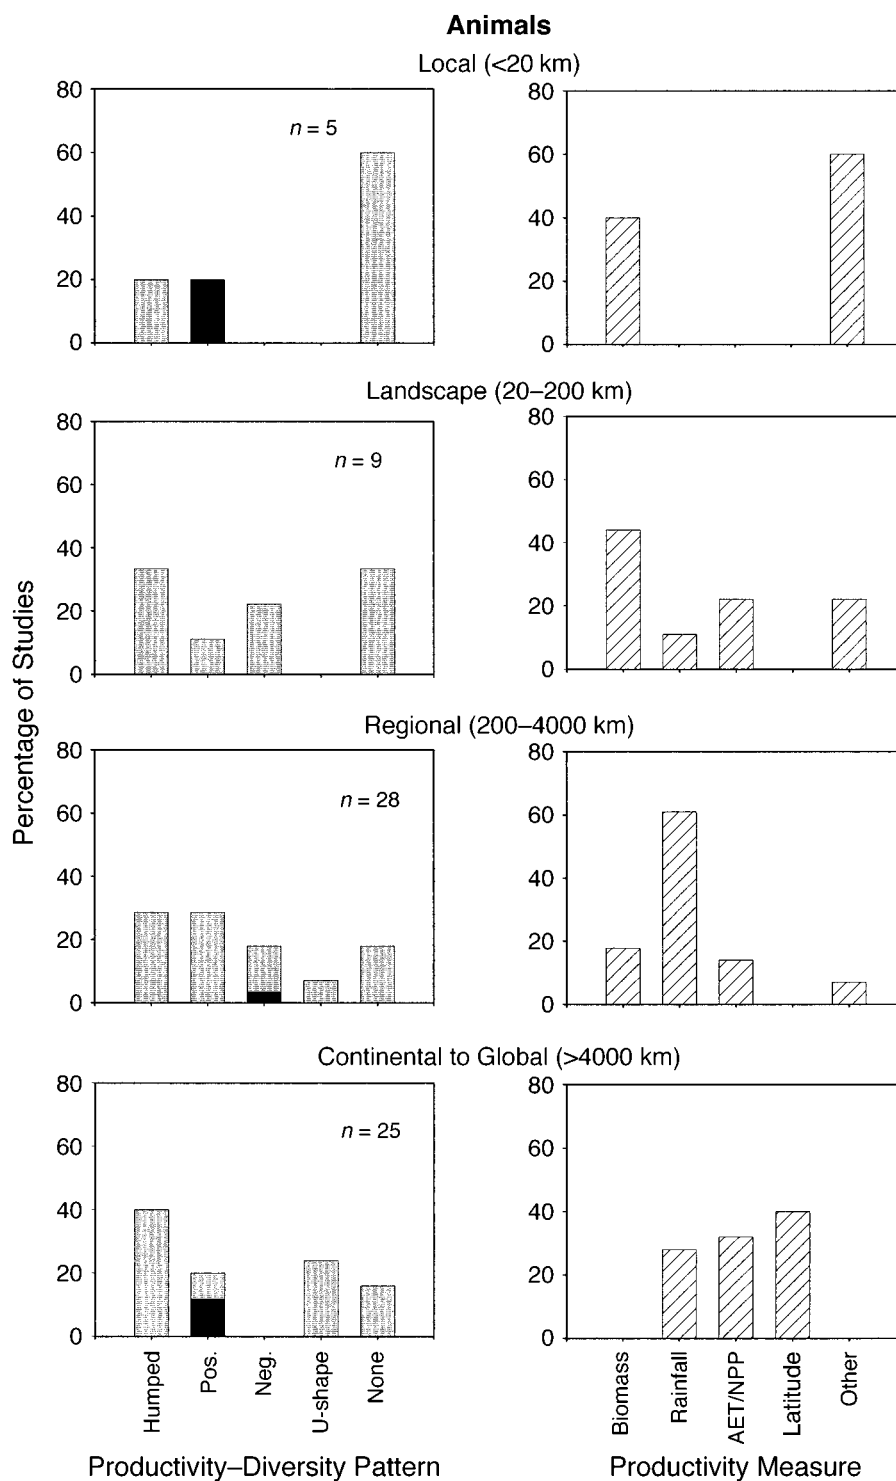 Animals
Local (<20 km)
80
60
40
20
0
n = 5
80
60
40
20
0
Landscape (20–200 km)
80
60
40
20
0
n = 9
80
60
40
20
0
Regional (200–4000 km)
80
60
40
20
0
n = 28
80
60
40
20
0
Continental to Global (>4000 km)
80
60
40
20
0
n = 25
80
60
40
20
0
Percentage of Studies
Humped
Pos.
Neg.
U-shape
None
Biomass
Rainfall
AET/NPP
Latitude
Other
Productivity–Diversity Pattern
Productivity Measure